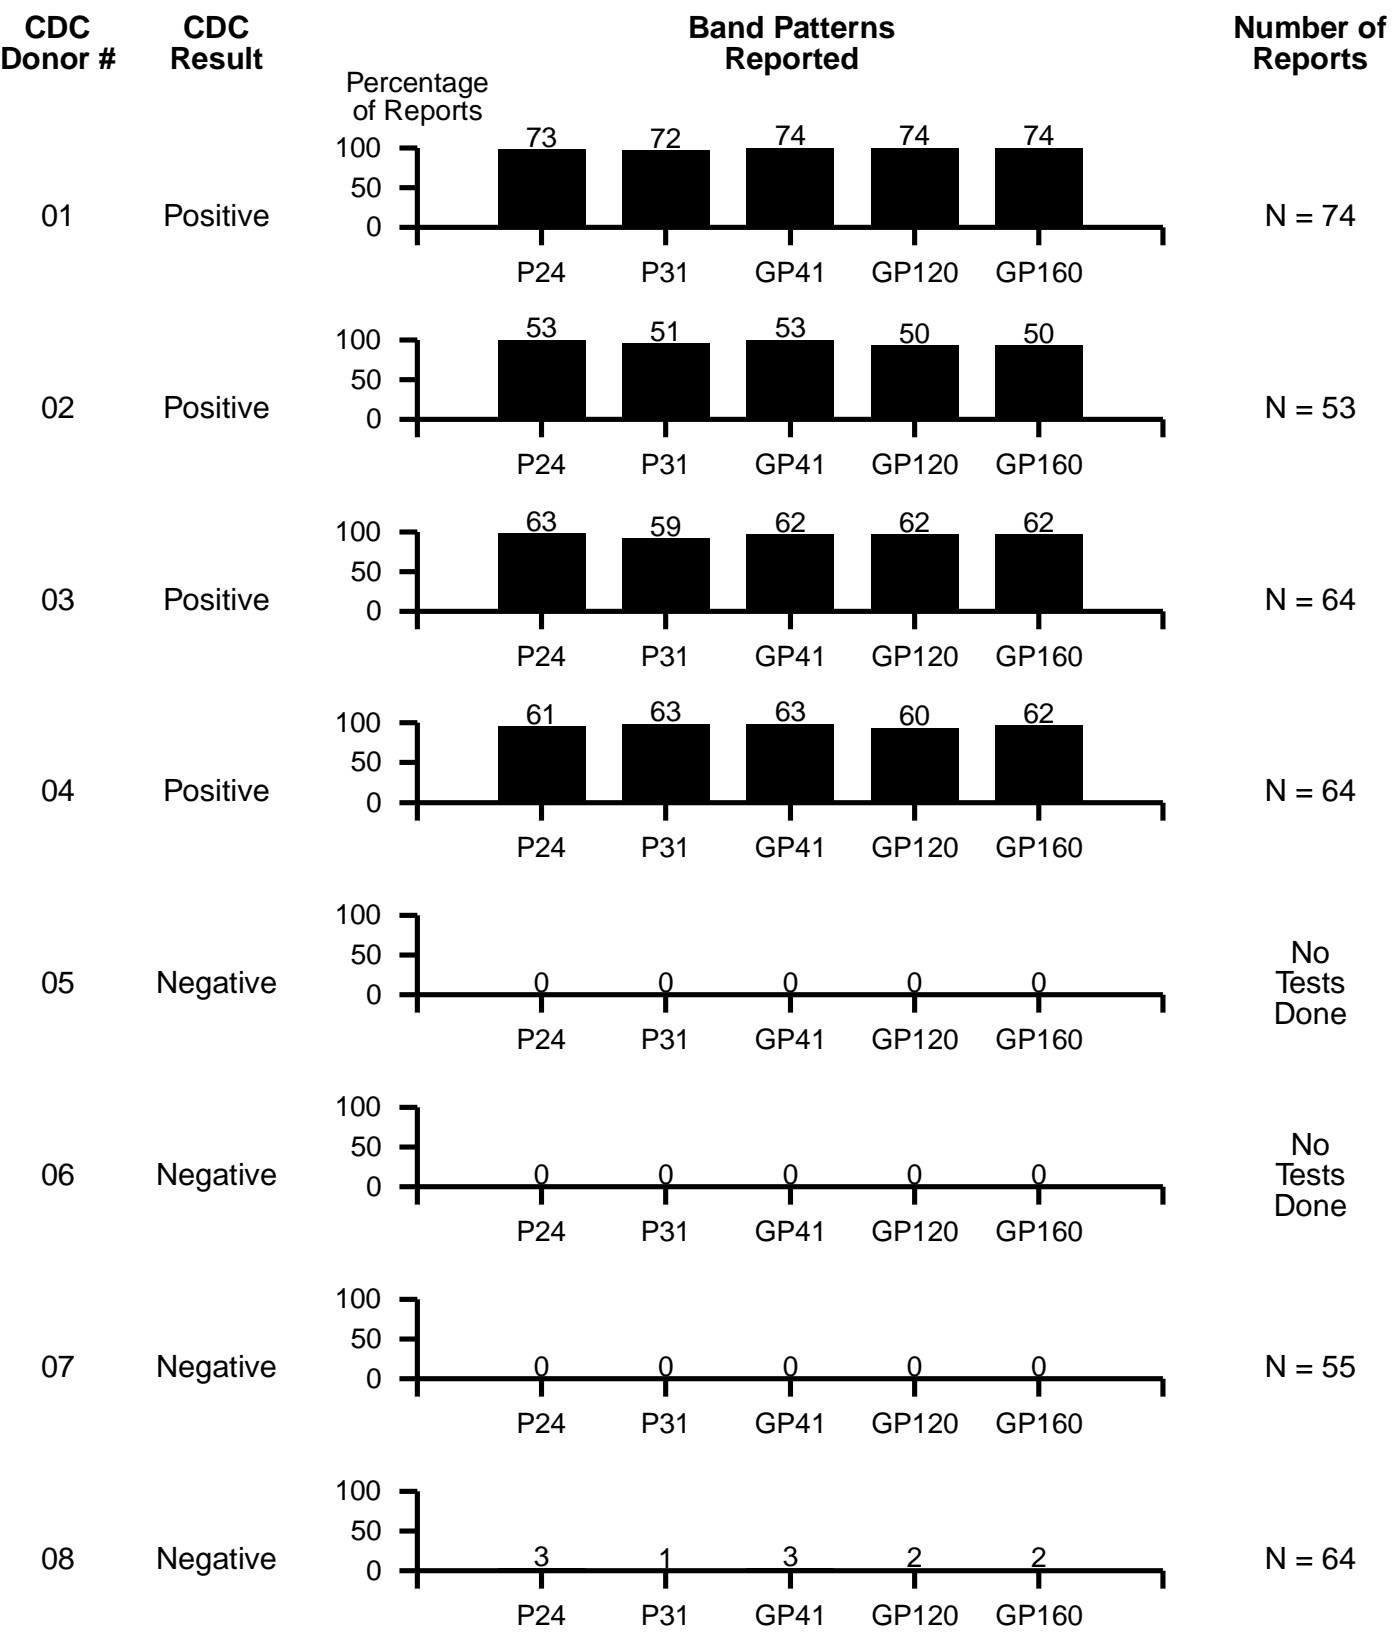 CDC
Donor #
CDC
Result
Band Patterns
Reported
Number of
Reports
Percentage
of Reports
73 72 74 74 74
100
50
0
01 Positive N = 74
P24 P31 GP41 GP120 GP160
53 51 53 50 50
100
50
0
02 Positive N = 53
P24 P31 GP41 GP120 GP160
63 59 62 62 62
100
50
0
03 Positive N = 64
P24 P31 GP41 GP120 GP160
61 63 63 60 62
100
50
0
04 Positive N = 64
P24 P31 GP41 GP120 GP160
100
50
0
05 Negative 0 0 0 0 0
No
Tests
Done
P24 P31 GP41 GP120 GP160
100
50
0
06 Negative 0 0 0 0 0
No
Tests
Done
P24 P31 GP41 GP120 GP160
100
50
0
07 Negative 0 0 0 0 0 N = 55
P24 P31 GP41 GP120 GP160
100
50
0
08 Negative 3 1 3 2 2 N = 64
P24 P31 GP41 GP120 GP160